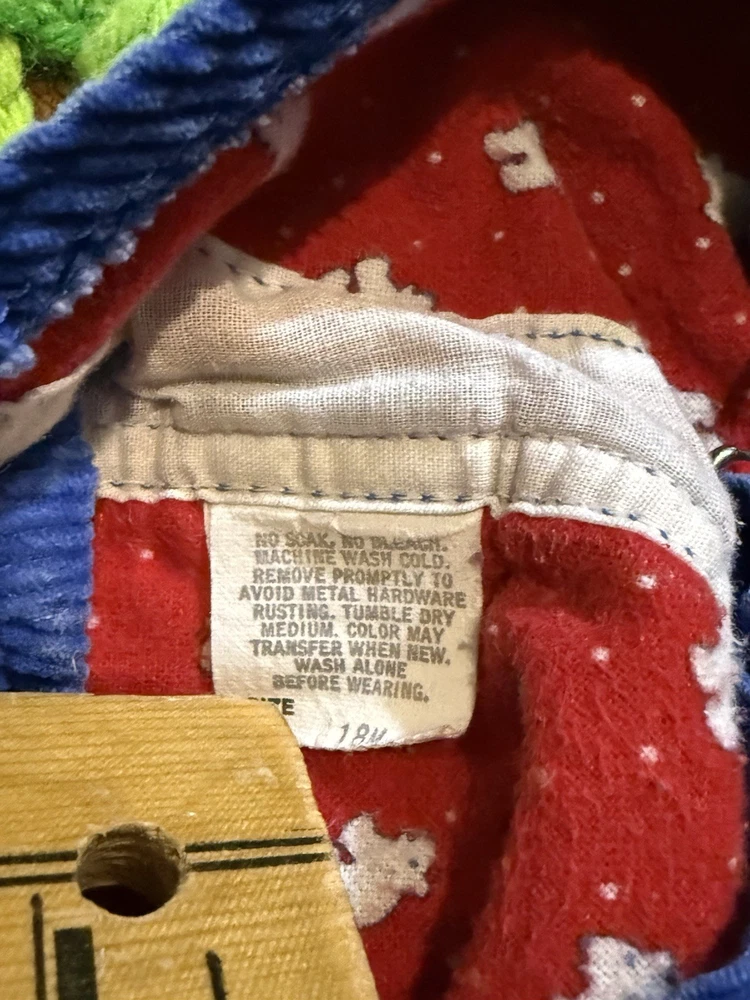 NO SOAK, NO BLEACH.
MACHINE WASH COLD.
REMOVE PROMPTLY TO
AVOID METAL HARDWARE
RUSTING. TUMBLE DRY
MEDIUM. COLOR MAY
TRANSFER WHEN NEW.
WASH ALONE
BEFORE WEARING.
SIZE
18M